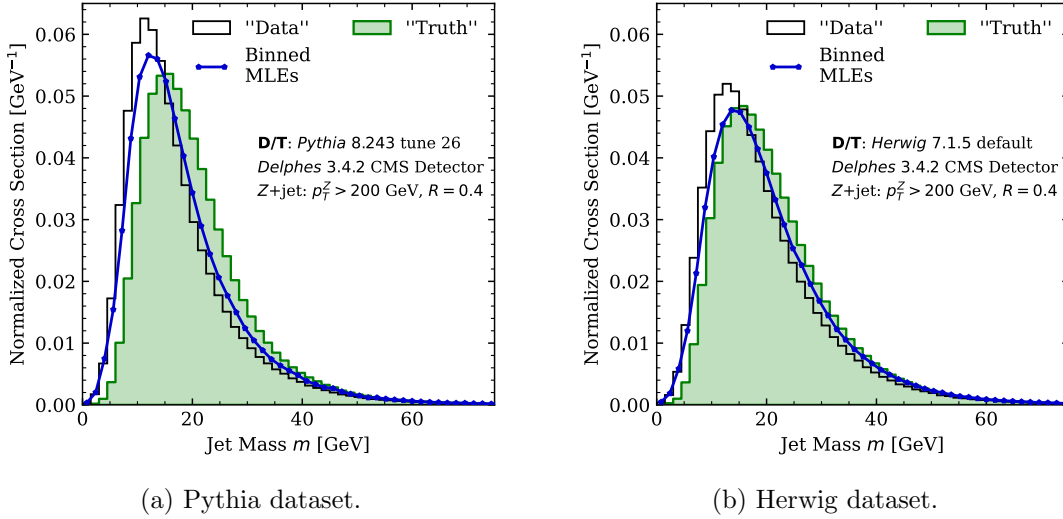 "Data"
"Truth"
Binned
MLEs
D/T: Pythia 8.243 tune 26
Delphes 3.4.2 CMS Detector
Z+jet: p_T^Z > 200 GeV, R = 0.4
Normalized Cross Section [GeV⁻¹]
0.06
0.05
0.04
0.03
0.02
0.01
0.00
0 20 40 60
Jet Mass m [GeV]
(a) Pythia dataset.
"Data"
"Truth"
Binned
MLEs
D/T: Herwig 7.1.5 default
Delphes 3.4.2 CMS Detector
Z+jet: p_T^Z > 200 GeV, R = 0.4
Normalized Cross Section [GeV⁻¹]
0.06
0.05
0.04
0.03
0.02
0.01
0.00
0 20 40 60
Jet Mass m [GeV]
(b) Herwig dataset.